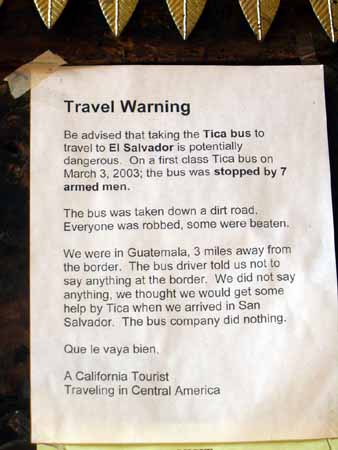 Travel Warning
Be advised that taking the Tica bus to
travel to El Salvador is potentially
dangerous. On a first class Tica bus on
March 3, 2003; the bus was stopped by 7
armed men.
The bus was taken down a dirt road.
Everyone was robbed, some were beaten.
We were in Guatemala, 3 miles away from
the border. The bus driver told us not to
say anything at the border. We did not say
anything, we thought we would get some
help by Tica when we arrived in San
Salvador. The bus company did nothing.
Que le vaya bien.
A California Tourist
Traveling in Central America